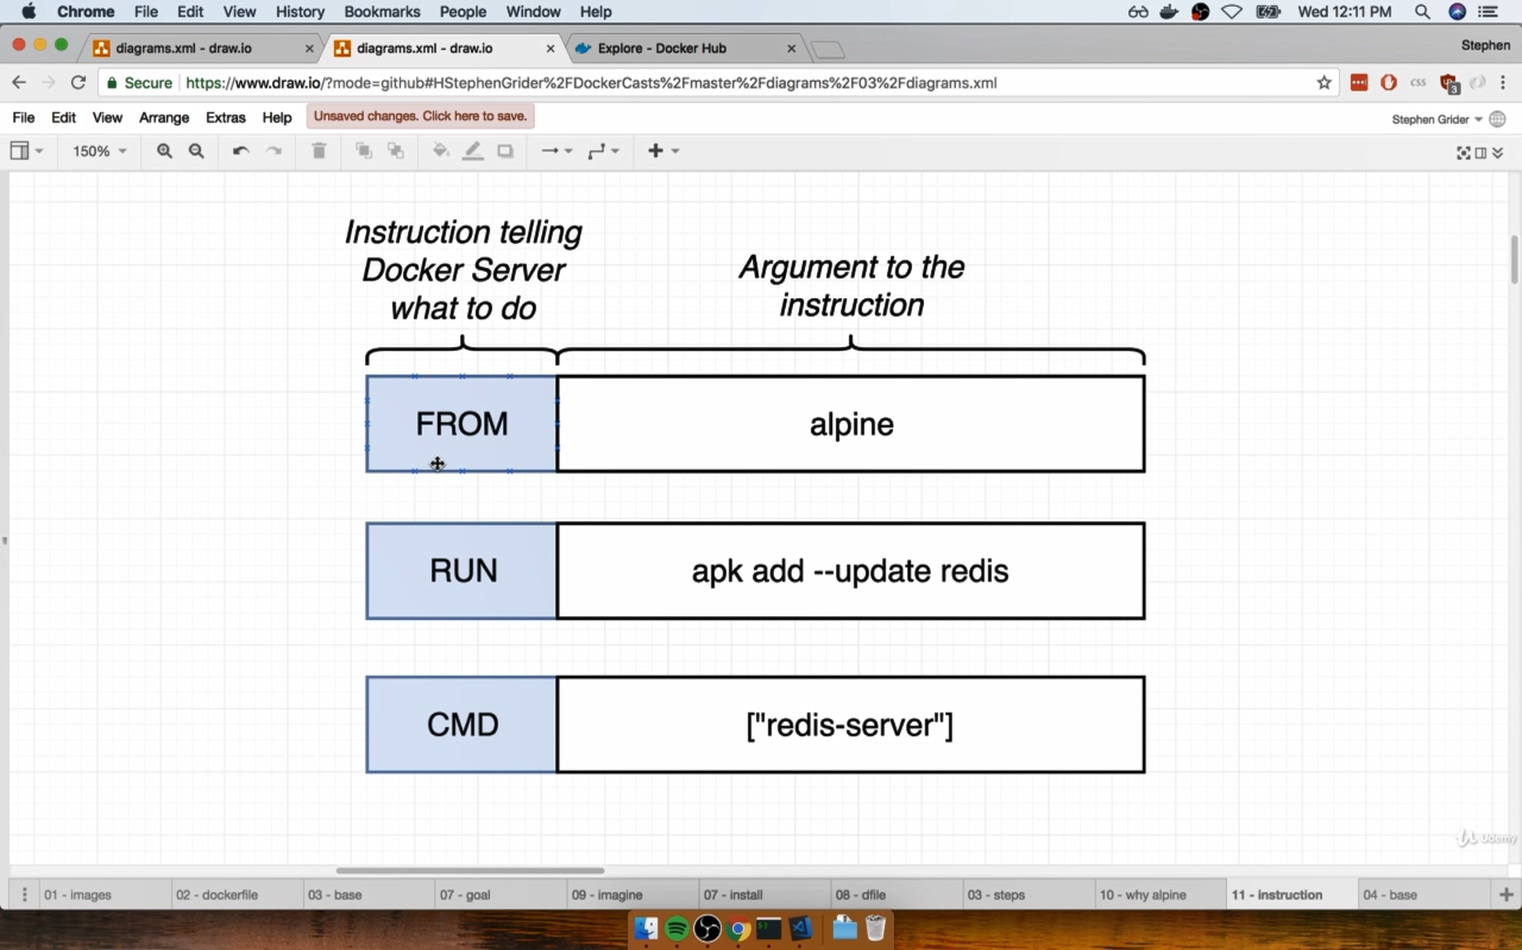 Chrome File Edit View History Bookmarks People Window Help Wed 12:11 PM
diagrams.xml - draw.io diagrams.xml - draw.io Explore - Docker Hub Stephen
Secure https://www.draw.io/?mode=github#HStephenGrider%2FDockerCasts%2Fmaster%2Fdiagrams%2F03%2Fdiagrams.xml CSS 3
File Edit View Arrange Extras Help Unsaved changes. Click here to save. Stephen Grider
150%
Instruction telling
Docker Server
what to do
Argument to the
instruction
FROM alpine
RUN apk add --update redis
CMD ["redis-server"]
Udemy
01 - images 02 - dockerfile 03 - base 07 - goal 09 - imagine 07 - install 08 - dfile 03 - steps 10 - why alpine 11 - instruction 04 - base